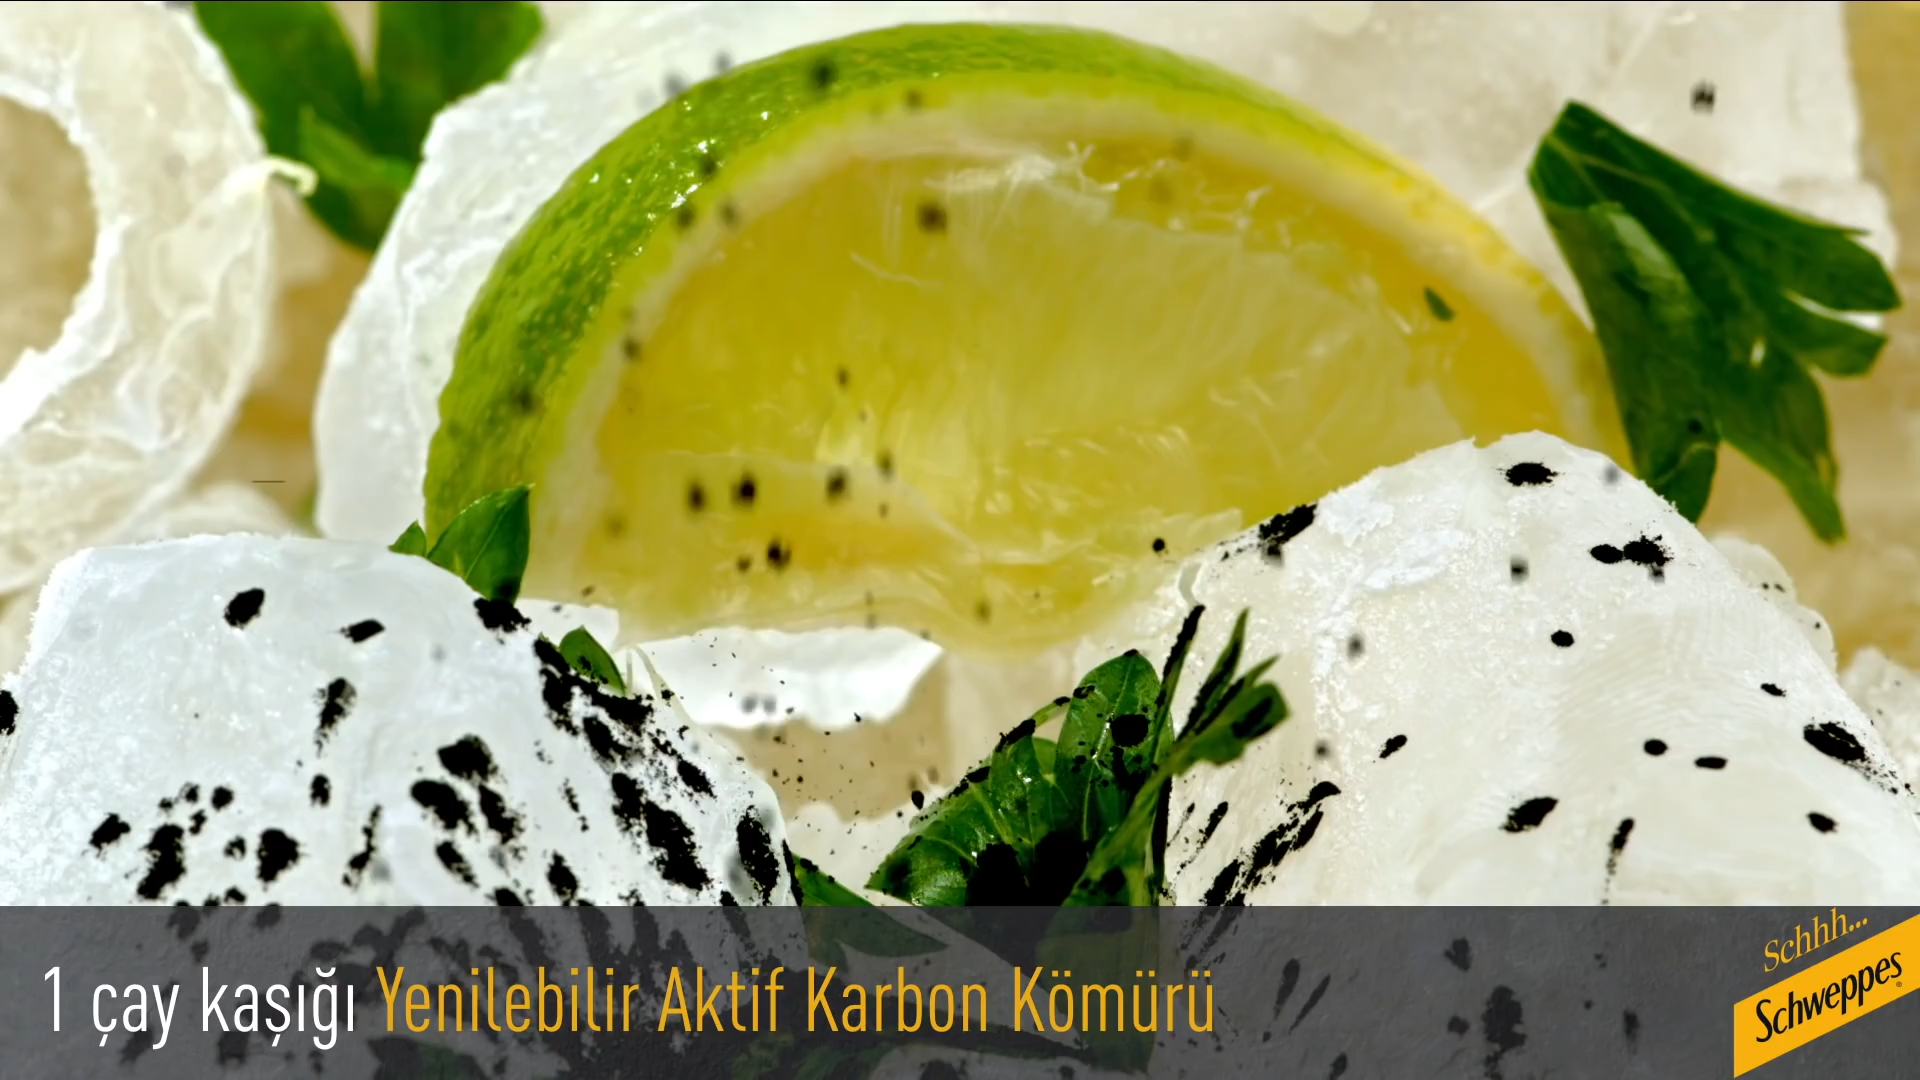 1 çay kaşığı Yenilebilir Aktif Karbon Kömürü
Schhh...
Schweppes®